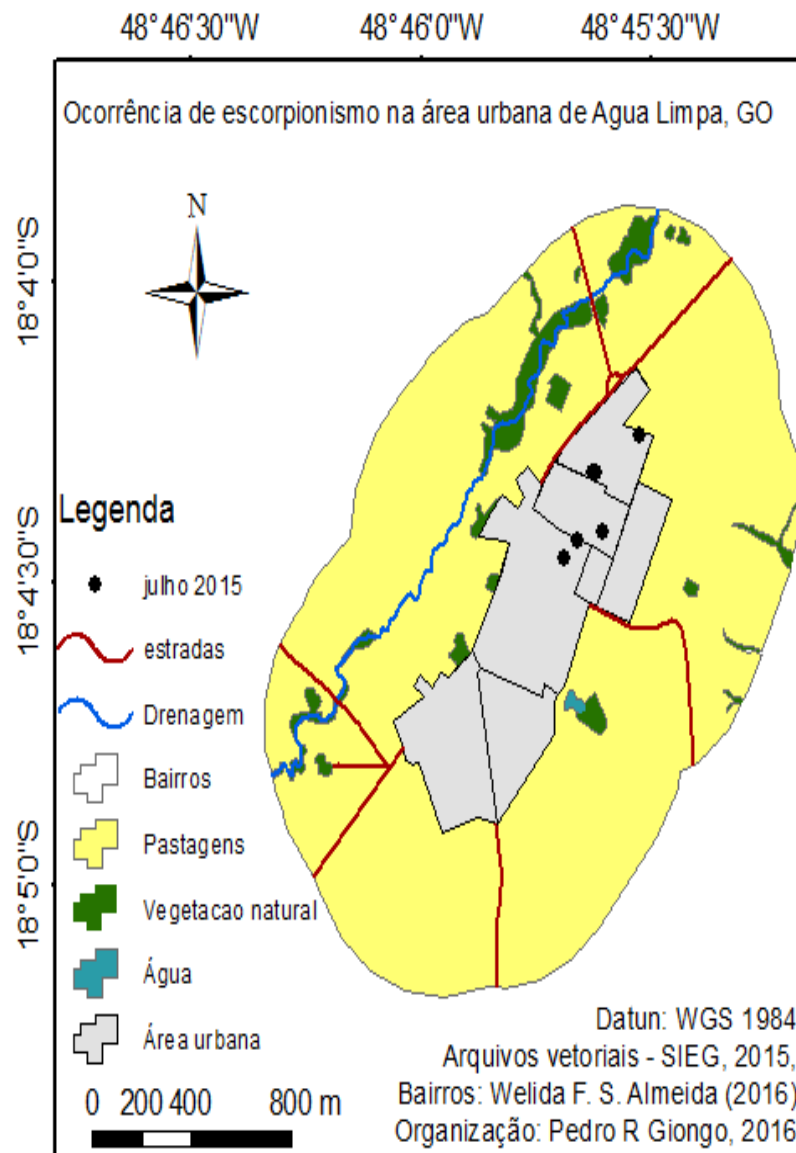 48°46'30"W 48°46'0"W 48°45'30"W
Ocorrência de escorpionismo na área urbana de Agua Limpa, GO
N
18°4'0"S
18°4'30"S
18°5'0"S
Legenda
julho 2015
estradas
Drenagem
Bairros
Pastagens
Vegetacao natural
Água
Área urbana
0 200 400 800 m
Datun: WGS 1984
Arquivos vetoriais - SIEG, 2015,
Bairros: Welida F. S. Almeida (2016)
Organização: Pedro R Giongo, 2016